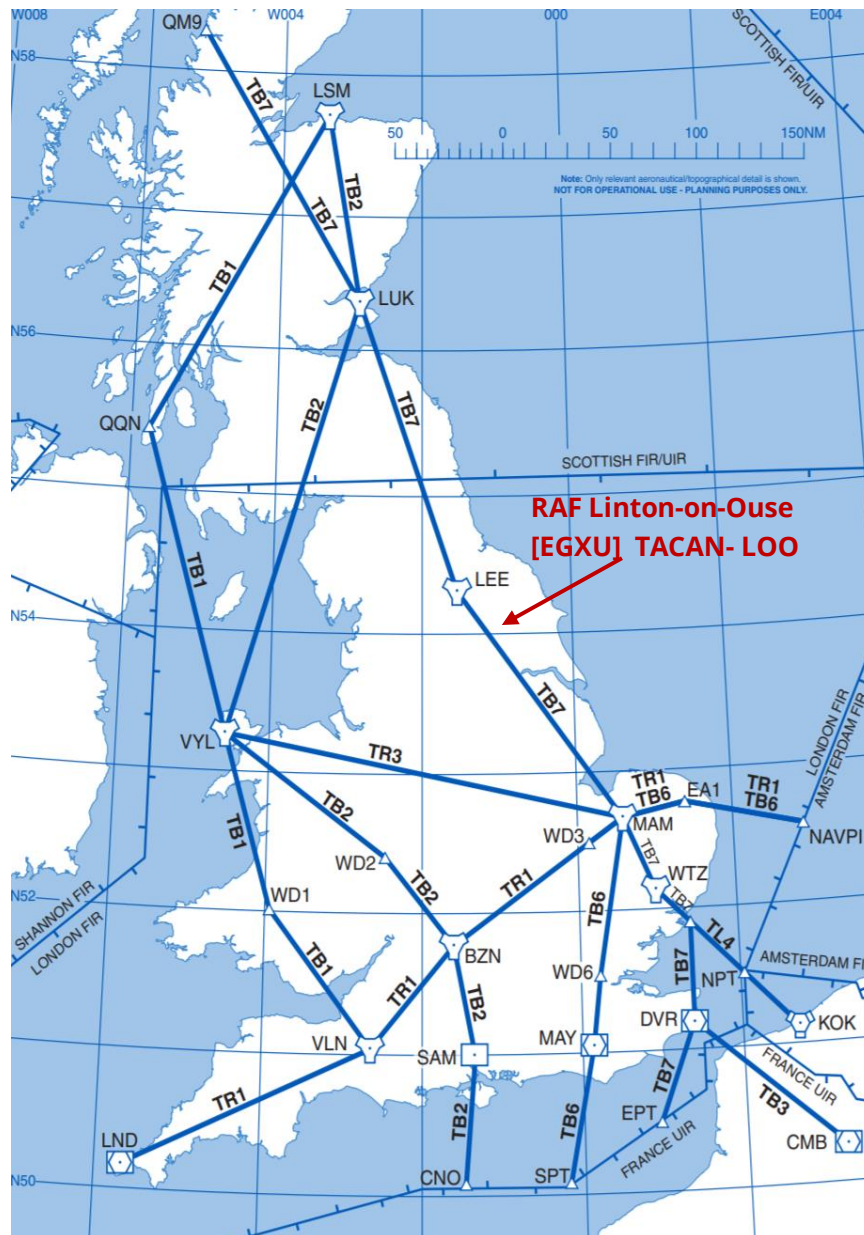 W008
QM9
W004
000
E004
SCOTTISH FIR/UIR
N58
TB7
LSM
50
0
50
100
150NM
Note: Only relevant aeronautical/topographical detail is shown.
NOT FOR OPERATIONAL USE - PLANNING PURPOSES ONLY.
TB2
TB7
TB1
LUK
N56
QQN
TB2
TB7
SCOTTISH FIR/UIR
RAF Linton-on-Ouse
[EGXU] TACAN- LOO
TB1
LEE
N54
TB7
LONDON FIR
AMSTERDAM FIR
VYL
TR3
TR1
TB6
EA1
TR1
TB6
TB2
MAM
NAVPI
TB1
WD3
WD2
TB7
WTZ
TB2
TR1
TB7
N52
WD1
TB6
TL4
SHANNON FIR
LONDON FIR
BZN
AMSTERDAM FI
TB1
WD6
TB7
NPT
TR1
TB2
DVR
KOK
VLN
SAM
MAY
FRANCE UIR
TR1
TB7
TB3
LND
TB2
TB6
EPT
FRANCE UIR
CMB
N50
CNO
SPT